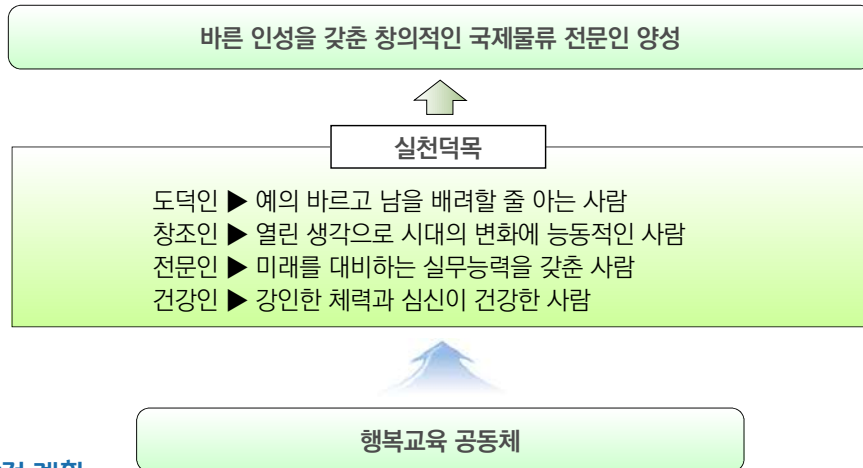 바른 인성을 갖춘 창의적인 국제물류 전문인 양성
실천덕목
도덕인 ▶ 예의 바르고 남을 배려할 줄 아는 사람
창조인 ▶ 열린 생각으로 시대의 변화에 능동적인 사람
전문인 ▶ 미래를 대비하는 실무능력을 갖춘 사람
건강인 ▶ 강인한 체력과 심신이 건강한 사람
행복교육 공동체